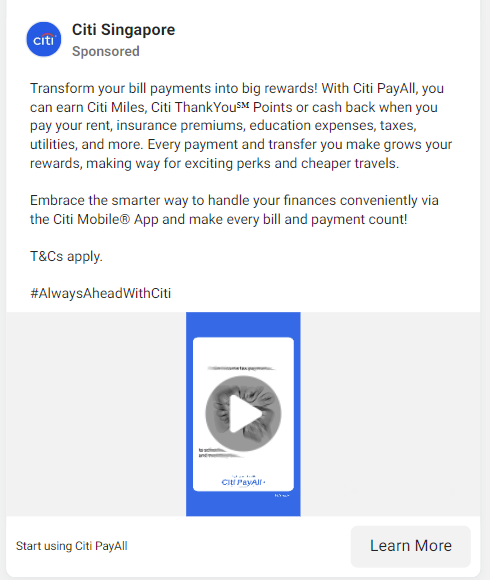 citi
Citi Singapore
Sponsored
Transform your bill payments into big rewards! With Citi PayAll, you
can earn Citi Miles, Citi ThankYou℠ Points or cash back when you
pay your rent, insurance premiums, education expenses, taxes,
utilities, and more. Every payment and transfer you make grows your
rewards, making way for exciting perks and cheaper travels.
Embrace the smarter way to handle your finances conveniently via
the Citi Mobile® App and make every bill and payment count!
T&Cs apply.
#AlwaysAheadWithCiti
Citi PayAll
Start using Citi PayAll
Learn More